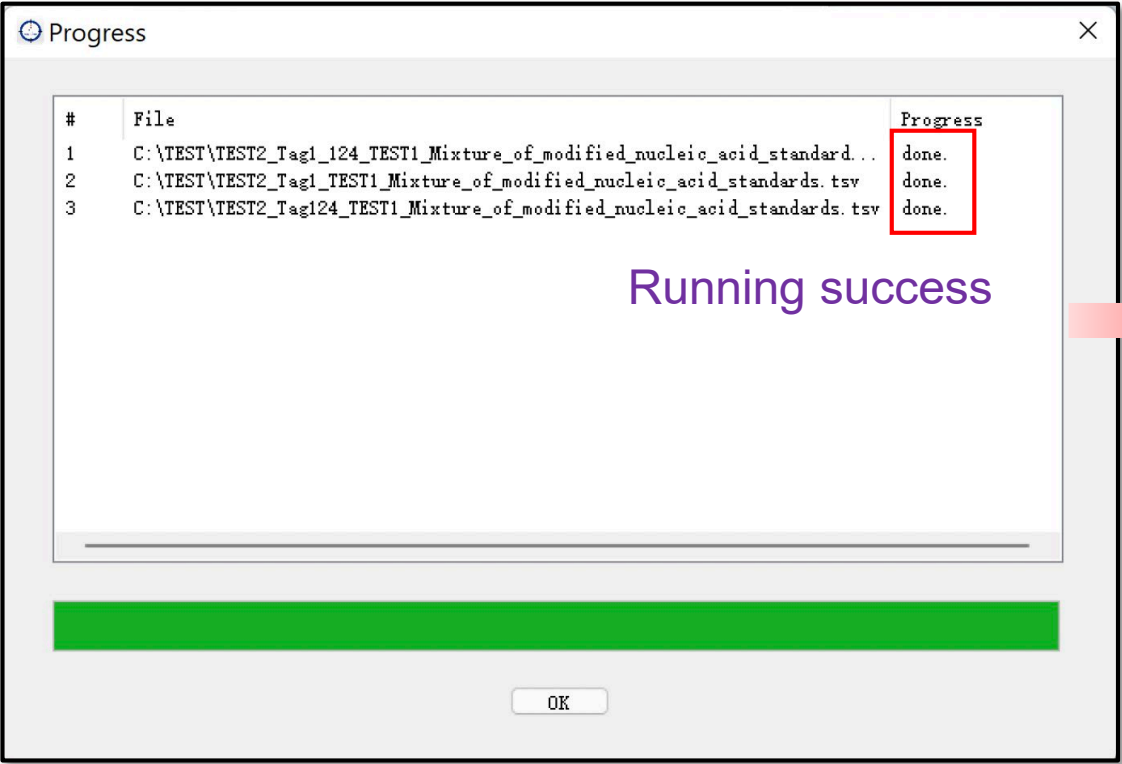 Progress
# File Progress
1 C:\TEST\TEST2_Tag1_124_TEST1_Mixture_of_modified_nucleic_acid_standard... done.
2 C:\TEST\TEST2_Tag1_TEST1_Mixture_of_modified_nucleic_acid_standards.tsv done.
3 C:\TEST\TEST2_Tag124_TEST1_Mixture_of_modified_nucleic_acid_standards.tsv done.
Running success
OK